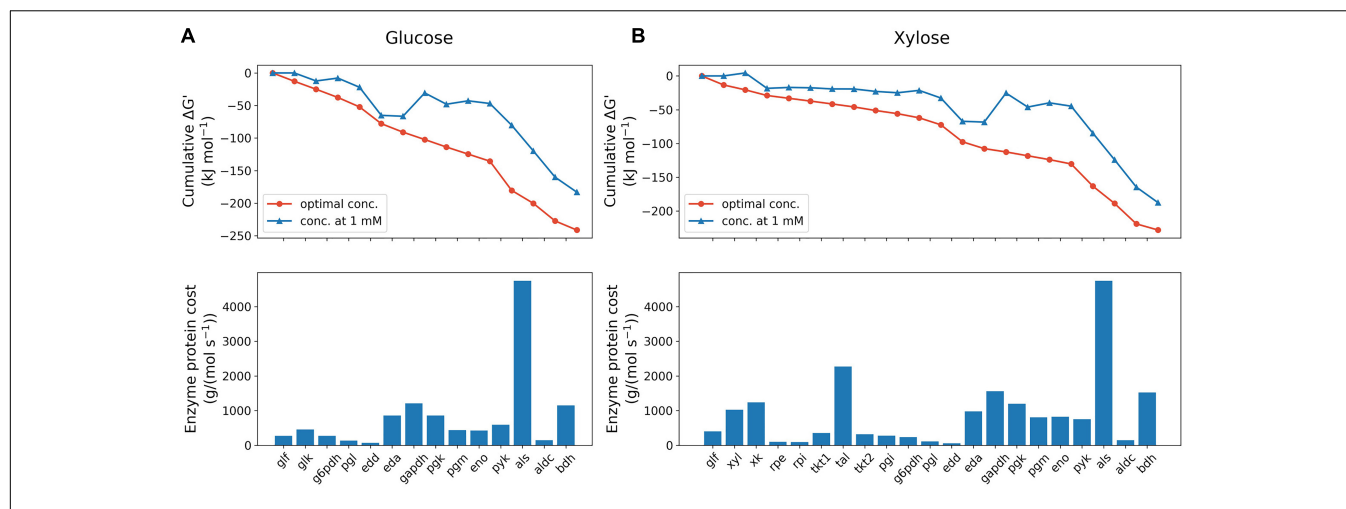 A
Glucose
Cumulative ΔG'
(kJ mol⁻¹)
0
−50
−100
−150
−200
−250
optimal conc.
conc. at 1 mM
Enzyme protein cost
(g/(mol s⁻¹))
4000
3000
2000
1000
0
glf
glk
g6pdh
pgl
edd
eda
gapdh
pgk
pgm
eno
pyk
als
aldc
bdh
B
Xylose
Cumulative ΔG'
(kJ mol⁻¹)
0
−50
−100
−150
−200
optimal conc.
conc. at 1 mM
Enzyme protein cost
(g/(mol s⁻¹))
4000
3000
2000
1000
0
glf
xyl
xk
rpe
rpi
tkt1
tal
tkt2
pgi
g6pdh
pgl
edd
eda
gapdh
pgk
pgm
eno
pyk
als
aldc
bdh